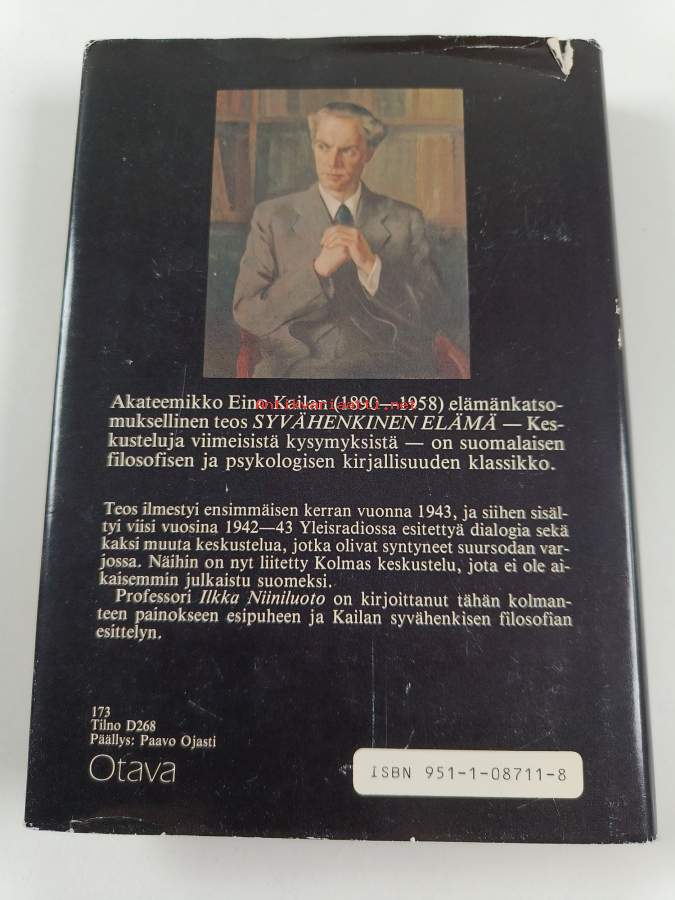 Akateemikko Eino Kailan (1890—1958) elämänkatso-
muksellinen teos SYVÄHENKINEN ELÄMÄ — Kes-
kusteluja viimeisistä kysymyksistä — on suomalaisen
filosofisen ja psykologisen kirjallisuuden klassikko.
Teos ilmestyi ensimmäisen kerran vuonna 1943, ja siihen sisäl-
tyi viisi vuosina 1942—43 Yleisradiossa esitettyä dialogia sekä
kaksi muuta keskustelua, jotka olivat syntyneet suursodan var-
jossa. Näihin on nyt liitetty Kolmas keskustelu, jota ei ole ai-
kaisemmin julkaistu suomeksi.
Professori Ilkka Niiniluoto on kirjoittanut tähän kolman-
teen painokseen esipuheen ja Kailan syvähenkisen filosofian
esittelyn.
173
Tilno D268
Päällys: Paavo Ojasti
Otava
ISBN 951-1-08711-8